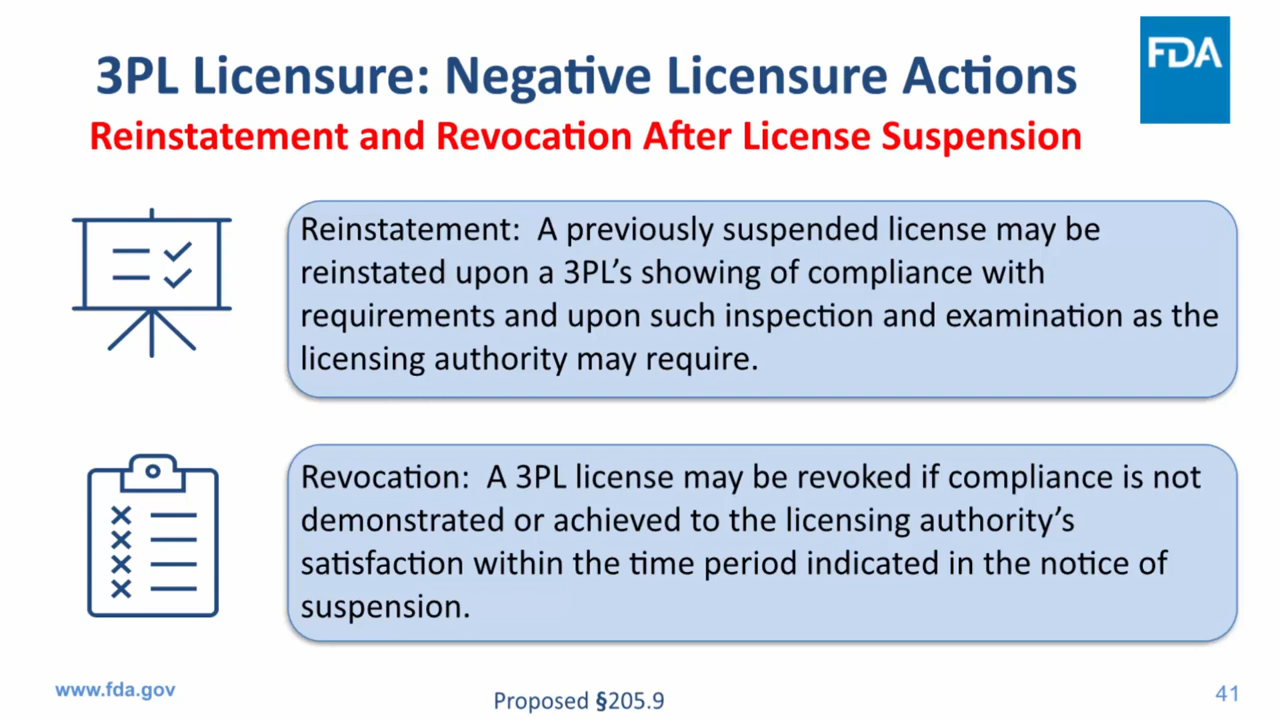 FDA
3PL Licensure: Negative Licensure Actions
Reinstatement and Revocation After License Suspension
Reinstatement:  A previously suspended license may be
reinstated upon a 3PL’s showing of compliance with
requirements and upon such inspection and examination as the
licensing authority may require.
Revocation:  A 3PL license may be revoked if compliance is not
demonstrated or achieved to the licensing authority’s
satisfaction within the time period indicated in the notice of
suspension.
www.fda.gov
Proposed §205.9
41